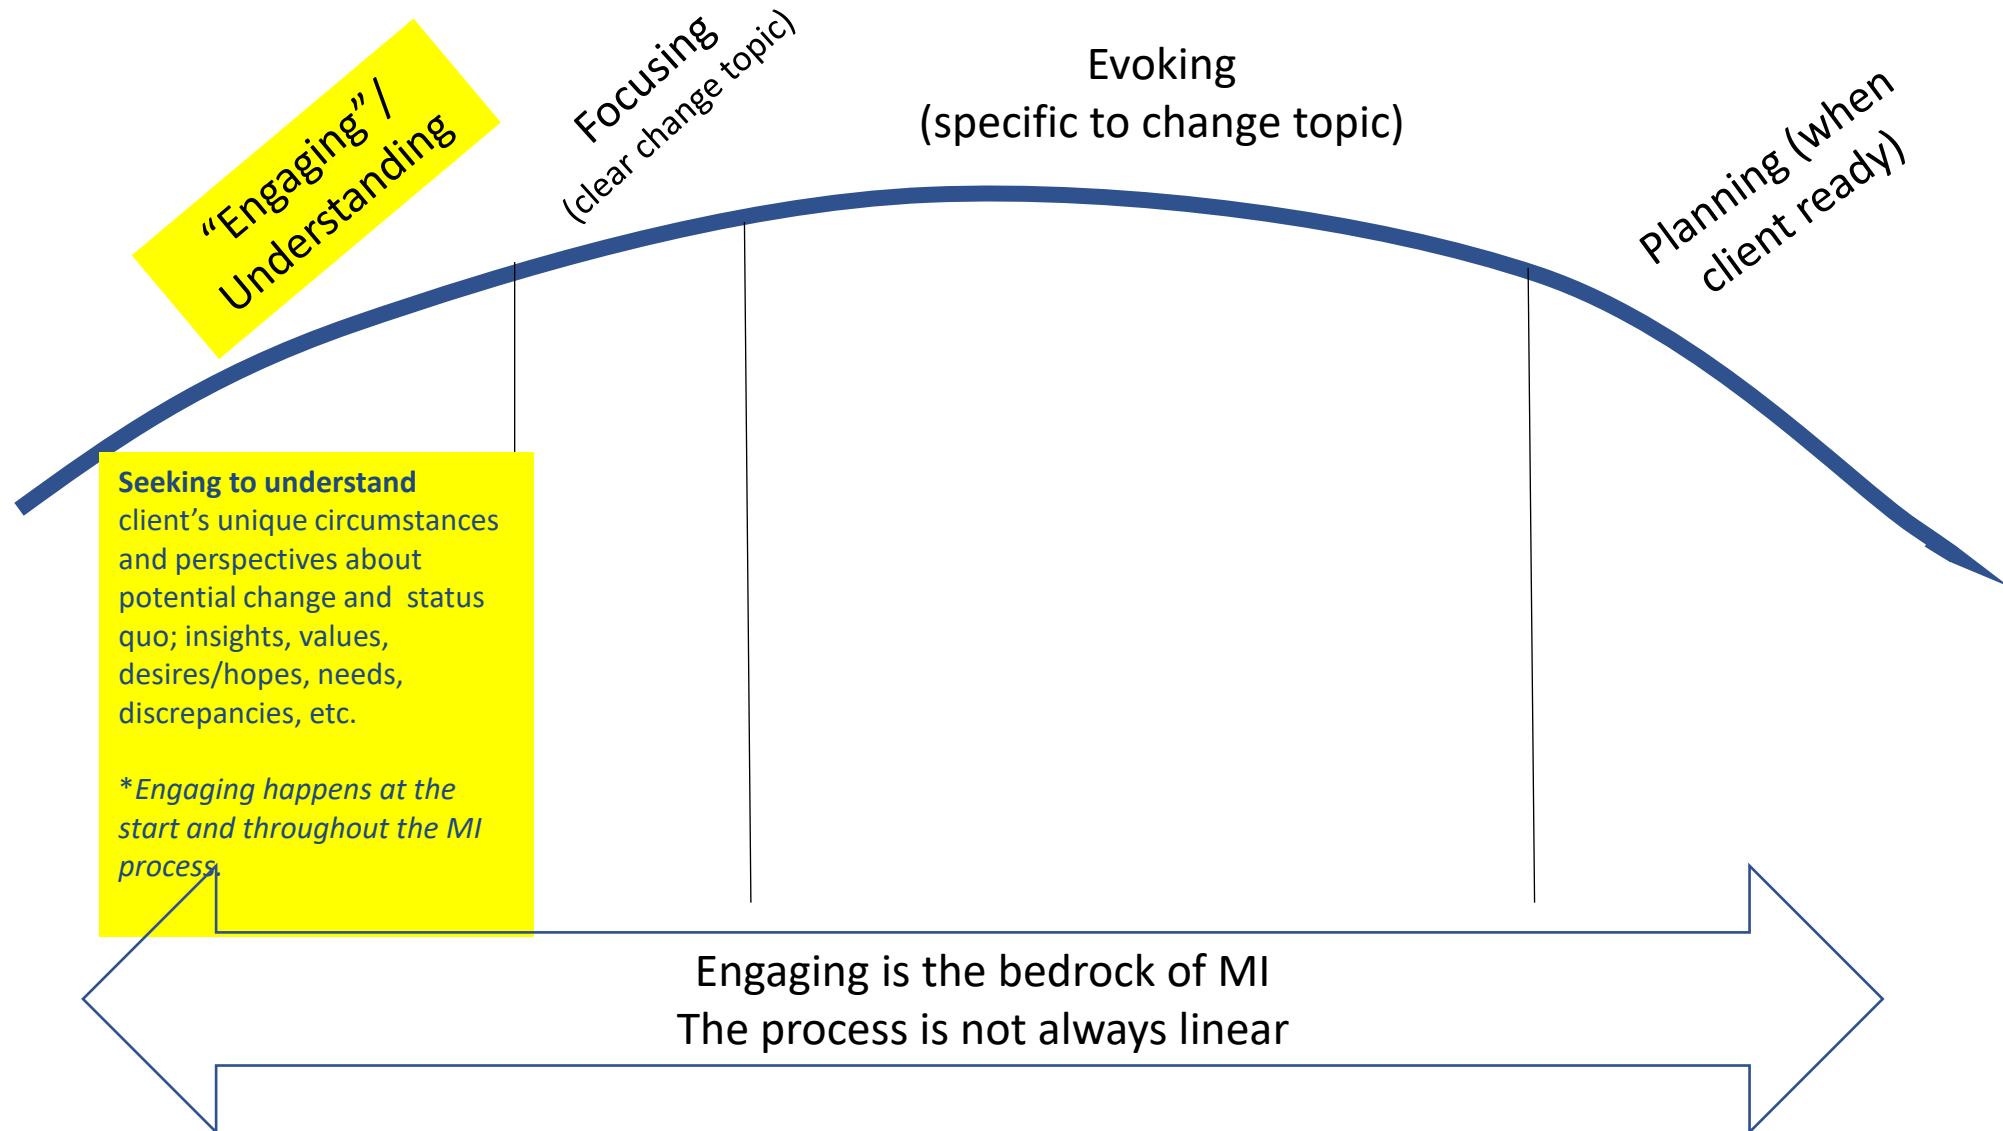 “Engaging”/
Understanding
Focusing
(clear change topic)
Evoking
(specific to change topic)
Planning (when
client ready)
Seeking to understand
client’s unique circumstances
and perspectives about
potential change and  status
quo; insights, values,
desires/hopes, needs,
discrepancies, etc.
*Engaging happens at the
start and throughout the MI
process.
Engaging is the bedrock of MI
The process is not always linear